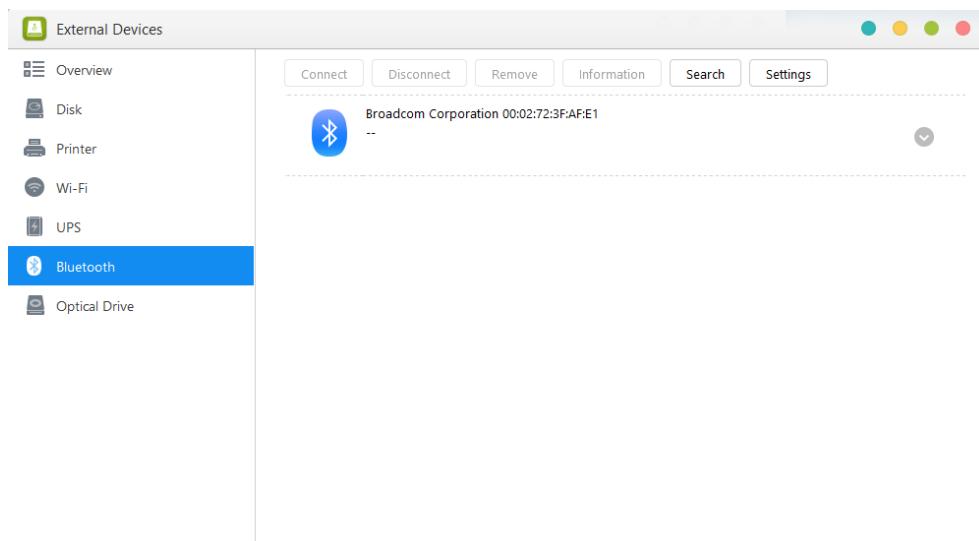 External Devices
Overview
Disk
Printer
Wi-Fi
UPS
Bluetooth
Optical Drive
Connect Disconnect Remove Information Search Settings
Broadcom Corporation 00:02:72:3F:AF:E1
--